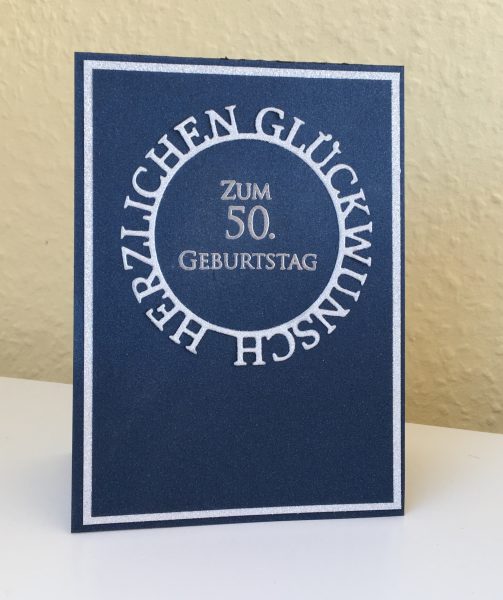 HERZLICHEN GLÜCKWUNSCH
ZUM
50.
GEBURTSTAG